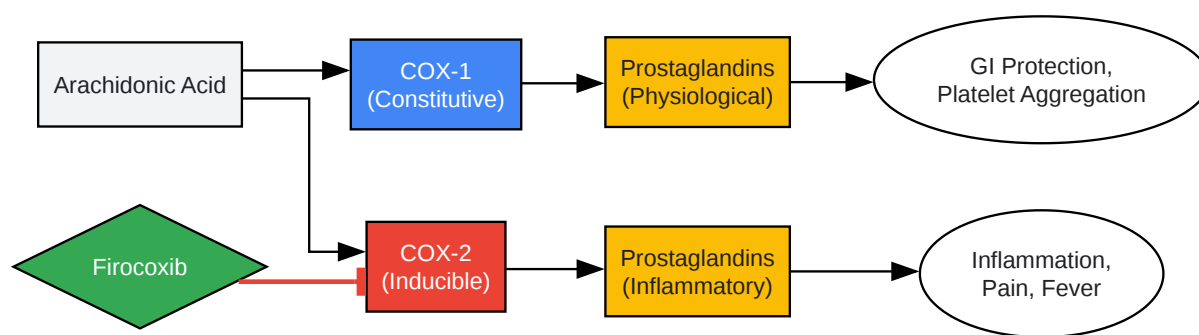 Arachidonic Acid
COX-1
(Constitutive)
Prostaglandins
(Physiological)
GI Protection,
Platelet Aggregation
Firocoxib
COX-2
(Inducible)
Prostaglandins
(Inflammatory)
Inflammation,
Pain, Fever